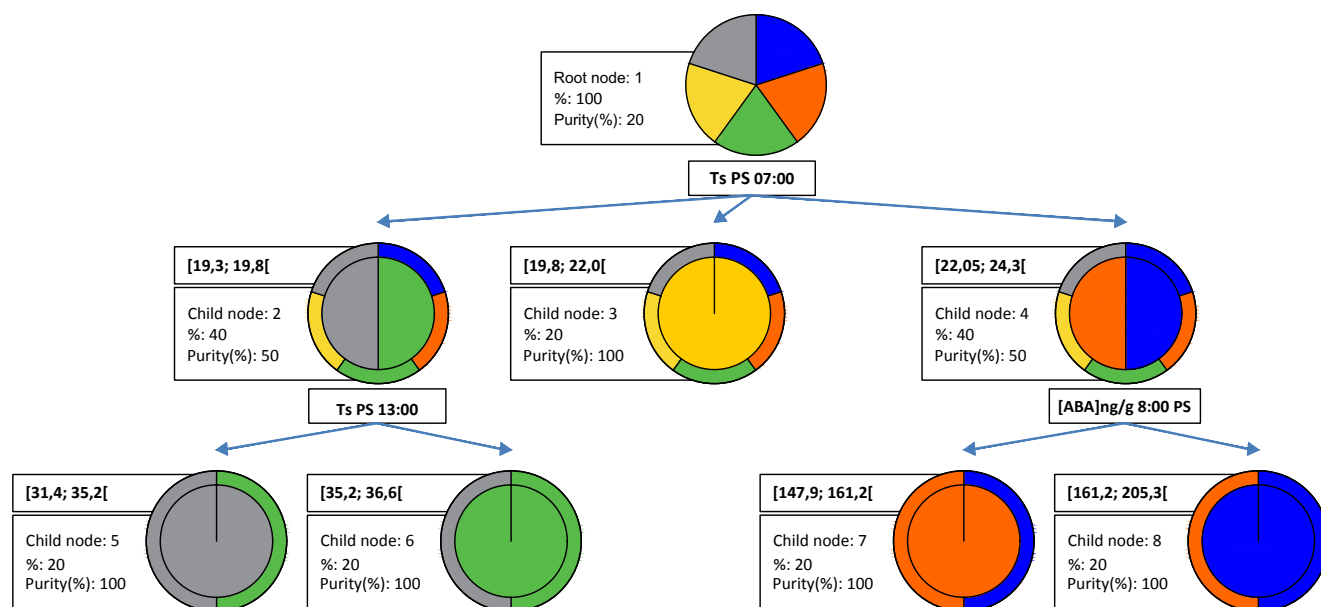 Root node: 1
%: 100
Purity(%): 20
Ts PS 07:00
[19,3; 19,8[
Child node: 2
%: 40
Purity(%): 50
[19,8; 22,0[
Child node: 3
%: 20
Purity(%): 100
[22,05; 24,3[
Child node: 4
%: 40
Purity(%): 50
Ts PS 13:00
[ABA]ng/g 8:00 PS
[31,4; 35,2[
Child node: 5
%: 20
Purity(%): 100
[35,2; 36,6[
Child node: 6
%: 20
Purity(%): 100
[147,9; 161,2[
Child node: 7
%: 20
Purity(%): 100
[161,2; 205,3[
Child node: 8
%: 20
Purity(%): 100